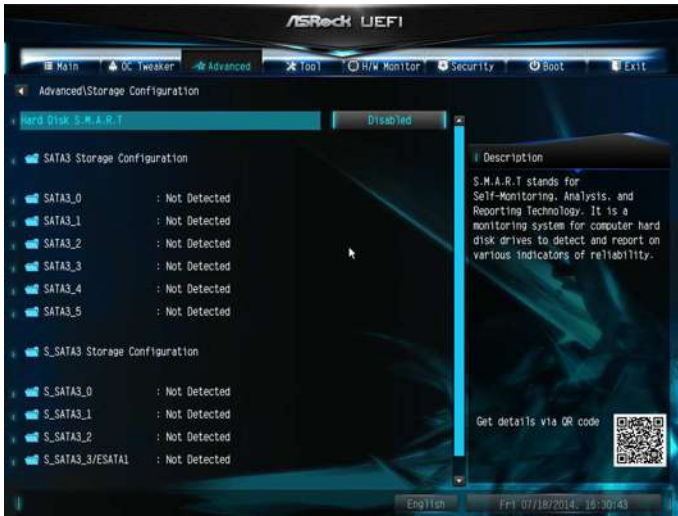 ASRock UEFI
Main OC Tweaker Advanced Tool H/W Monitor Security Boot Exit
Advanced\Storage Configuration
Hard Disk S.M.A.R.T Disabled
SATA3 Storage Configuration
SATA3_0 : Not Detected
SATA3_1 : Not Detected
SATA3_2 : Not Detected
SATA3_3 : Not Detected
SATA3_4 : Not Detected
SATA3_5 : Not Detected
S_SATA3 Storage Configuration
S_SATA3_0 : Not Detected
S_SATA3_1 : Not Detected
S_SATA3_2 : Not Detected
S_SATA3_3/ESATA1 : Not Detected
Description
S.M.A.R.T stands for
Self-Monitoring, Analysis, and
Reporting Technology. It is a
monitoring system for computer hard
disk drives to detect and report on
various indicators of reliability.
Get details via QR code
English Fri 07/18/2014, 16:30:43